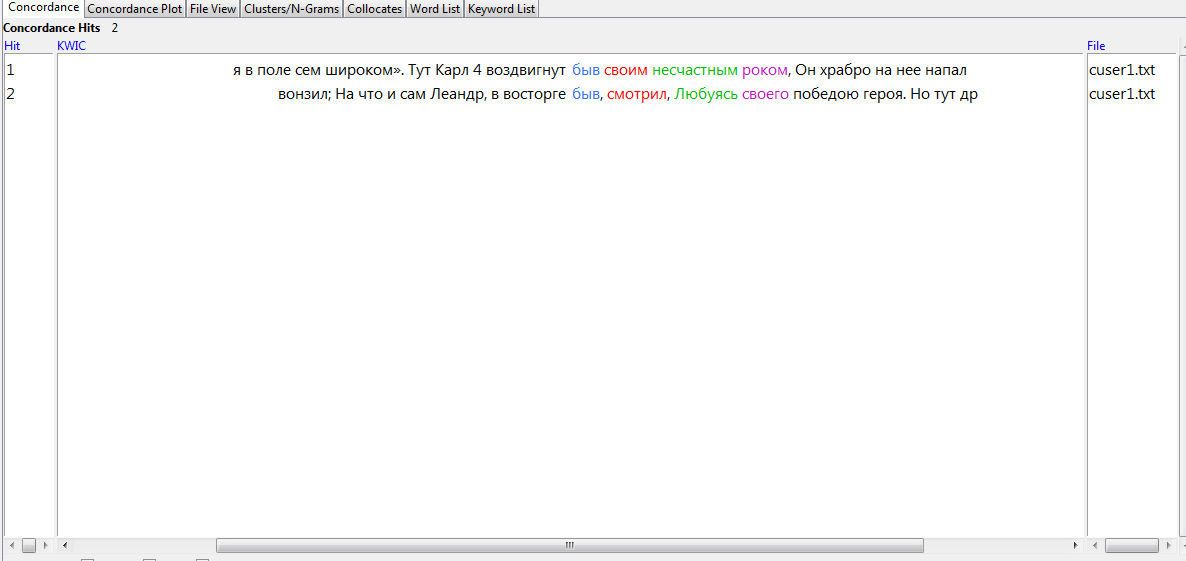 Concordance Concordance Plot File View Clusters/N-Grams Collocates Word List Keyword List
Concordance Hits 2
Hit KWIC File
1 я в поле сем широком». Тут Карл 4 воздвигнут быв своим несчастным роком, Он храбро на нее напал cuser1.txt
2 вонзил; На что и сам Леандр, в восторге быв, смотрил, Любуясь своего победою героя. Но тут др cuser1.txt